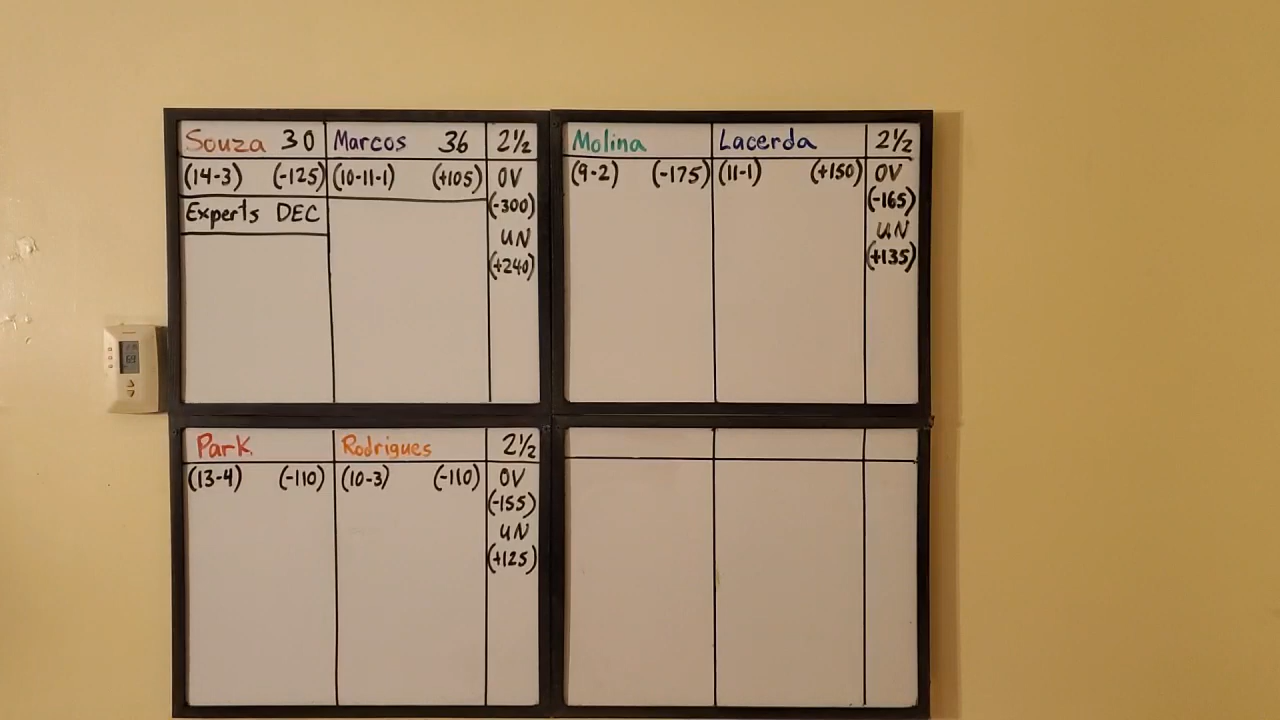 Souza 30 Marcos 36 2½
(14-3) (-125) (10-11-1) (+105) OV
(-300)
Experts DEC
UN
(+240)
Molina Lacerda 2½
(9-2) (-175) (11-1) (+150) OV
(-165)
UN
(+135)
69
Park Rodrigues 2½
(13-4) (-110) (10-3) (-110) OV
(-155)
UN
(+125)